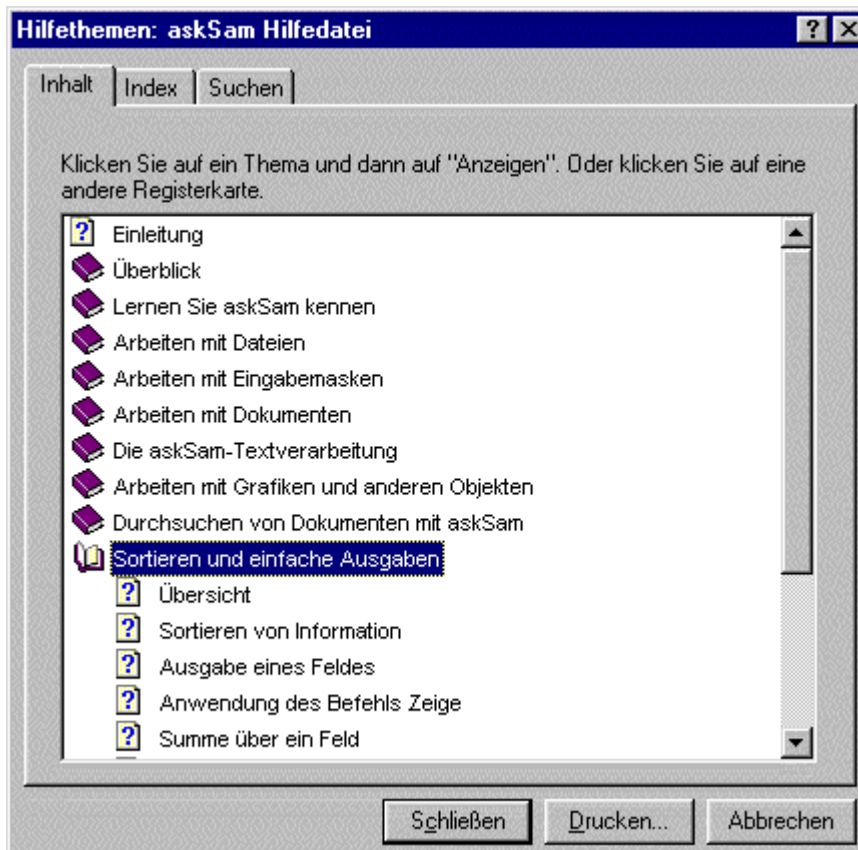 Hilfethemen: askSam Hilfedatei
Inhalt Index Suchen
Klicken Sie auf ein Thema und dann auf "Anzeigen". Oder klicken Sie auf eine
andere Registerkarte.
Einleitung
Überblick
Lernen Sie askSam kennen
Arbeiten mit Dateien
Arbeiten mit Eingabemasken
Arbeiten mit Dokumenten
Die askSam-Textverarbeitung
Arbeiten mit Grafiken und anderen Objekten
Durchsuchen von Dokumenten mit askSam
Sortieren und einfache Ausgaben
Übersicht
Sortieren von Information
Ausgabe eines Feldes
Anwendung des Befehls Zeige
Summe über ein Feld
Schließen Drucken... Abbrechen